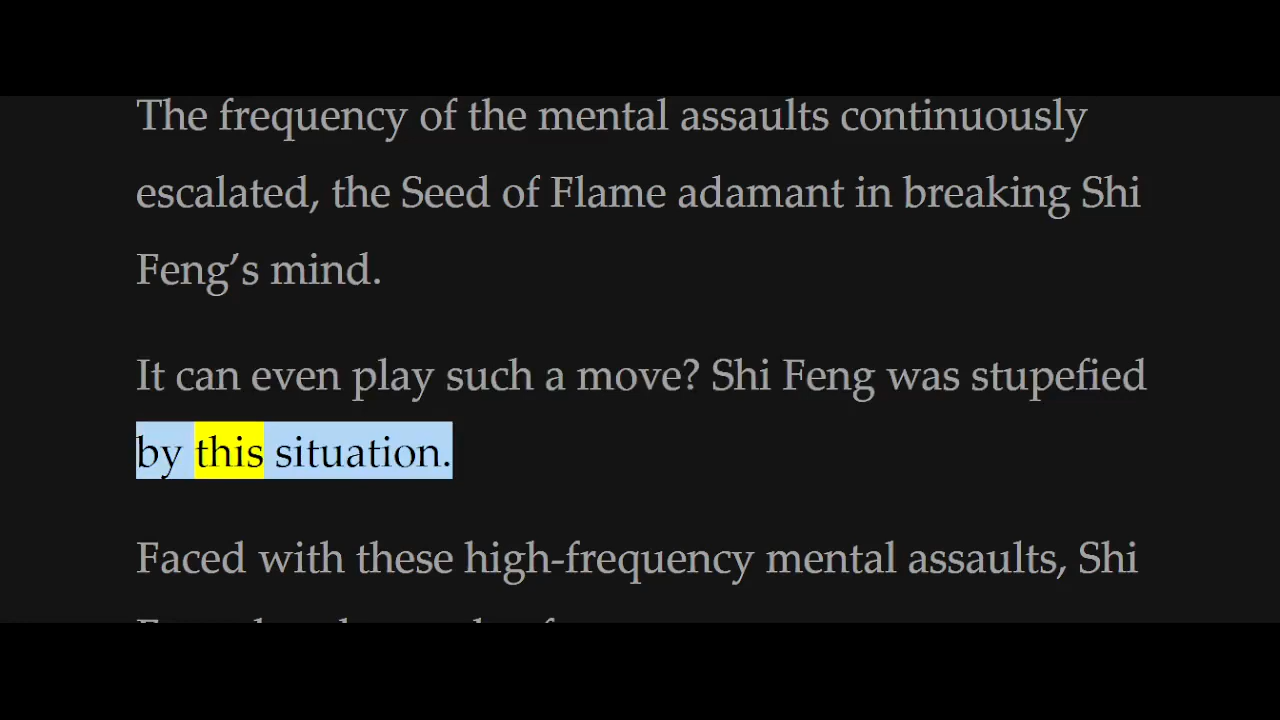 The frequency of the mental assaults continuously
escalated, the Seed of Flame adamant in breaking Shi
Feng’s mind.
It can even play such a move? Shi Feng was stupefied
by this situation.
Faced with these high-frequency mental assaults, Shi